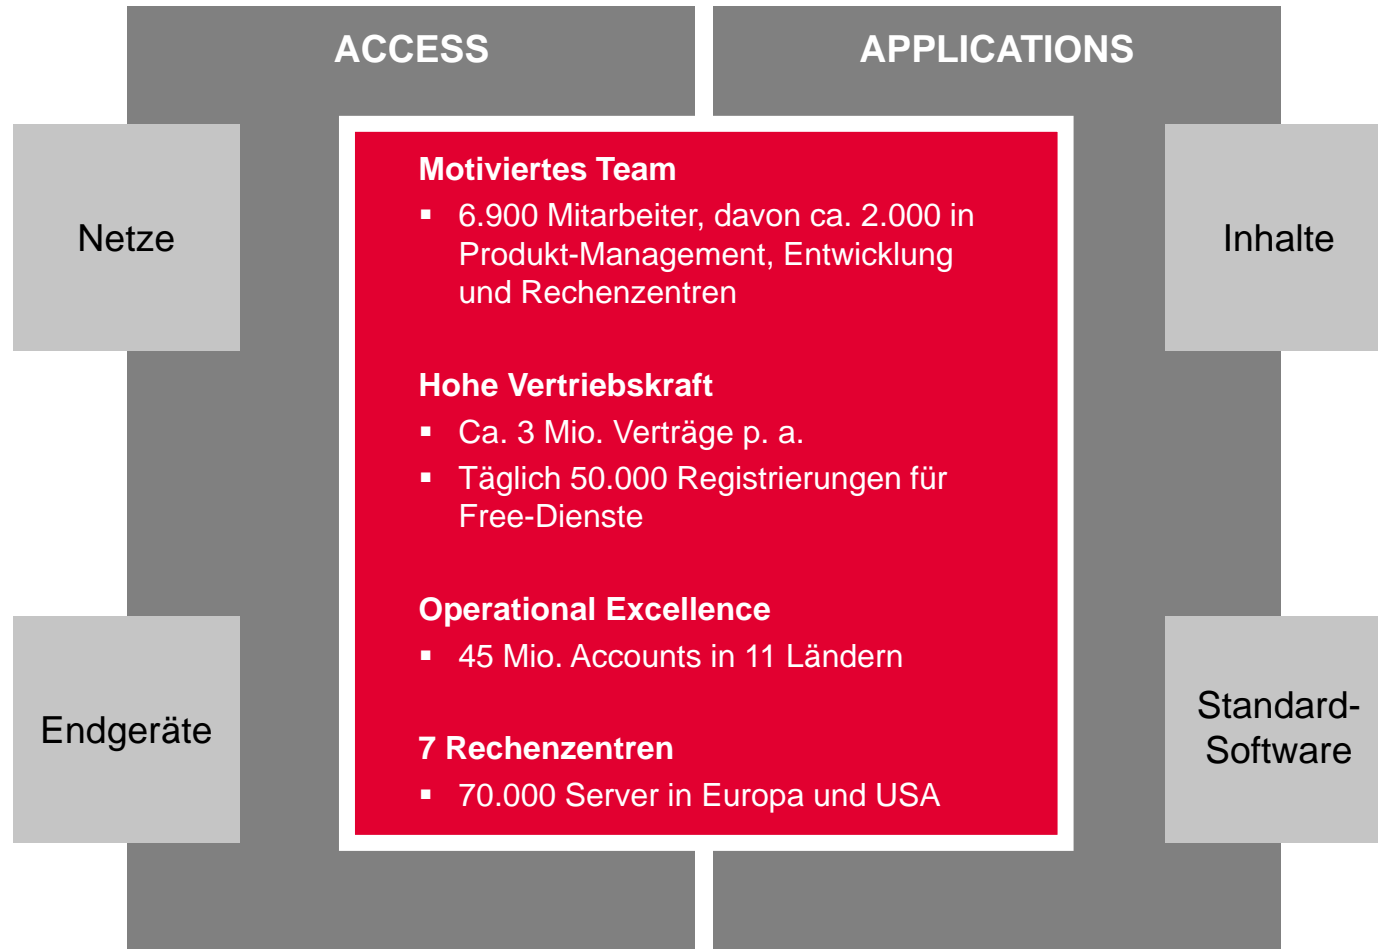 ACCESS
APPLICATIONS
Netze
Endgeräte
Motiviertes Team
▪ 6.900 Mitarbeiter, davon ca. 2.000 in
Produkt-Management, Entwicklung
und Rechenzentren
Hohe Vertriebskraft
▪ Ca. 3 Mio. Verträge p. a.
▪ Täglich 50.000 Registrierungen für
Free-Dienste
Operational Excellence
▪ 45 Mio. Accounts in 11 Ländern
7 Rechenzentren
▪ 70.000 Server in Europa und USA
Inhalte
Standard-
Software